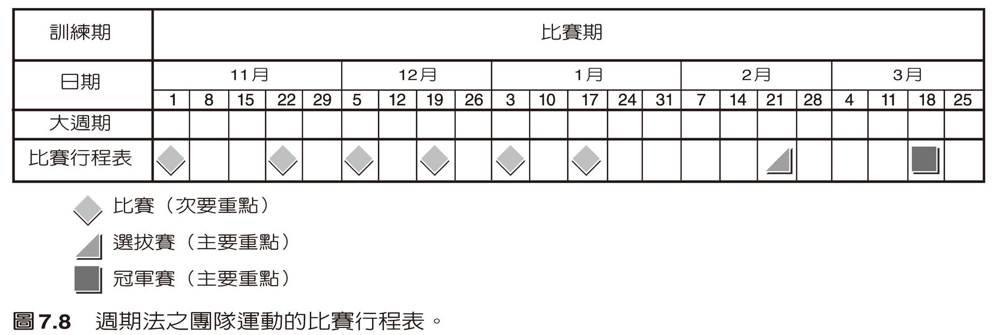 訓練期 比賽期
日期 11月 12月 1月 2月 3月
1 8 15 22 29 5 12 19 26 3 10 17 24 31 7 14 21 28 4 11 18 25
大週期
比賽行程表
比賽（次要重點）
選拔賽（主要重點）
冠軍賽（主要重點）
圖7.8 週期法之團隊運動的比賽行程表。